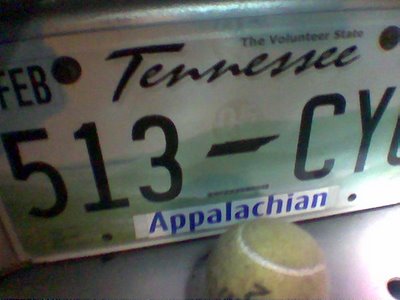 The Volunteer State
FEB
Tennessee
513-CY
Appalachian